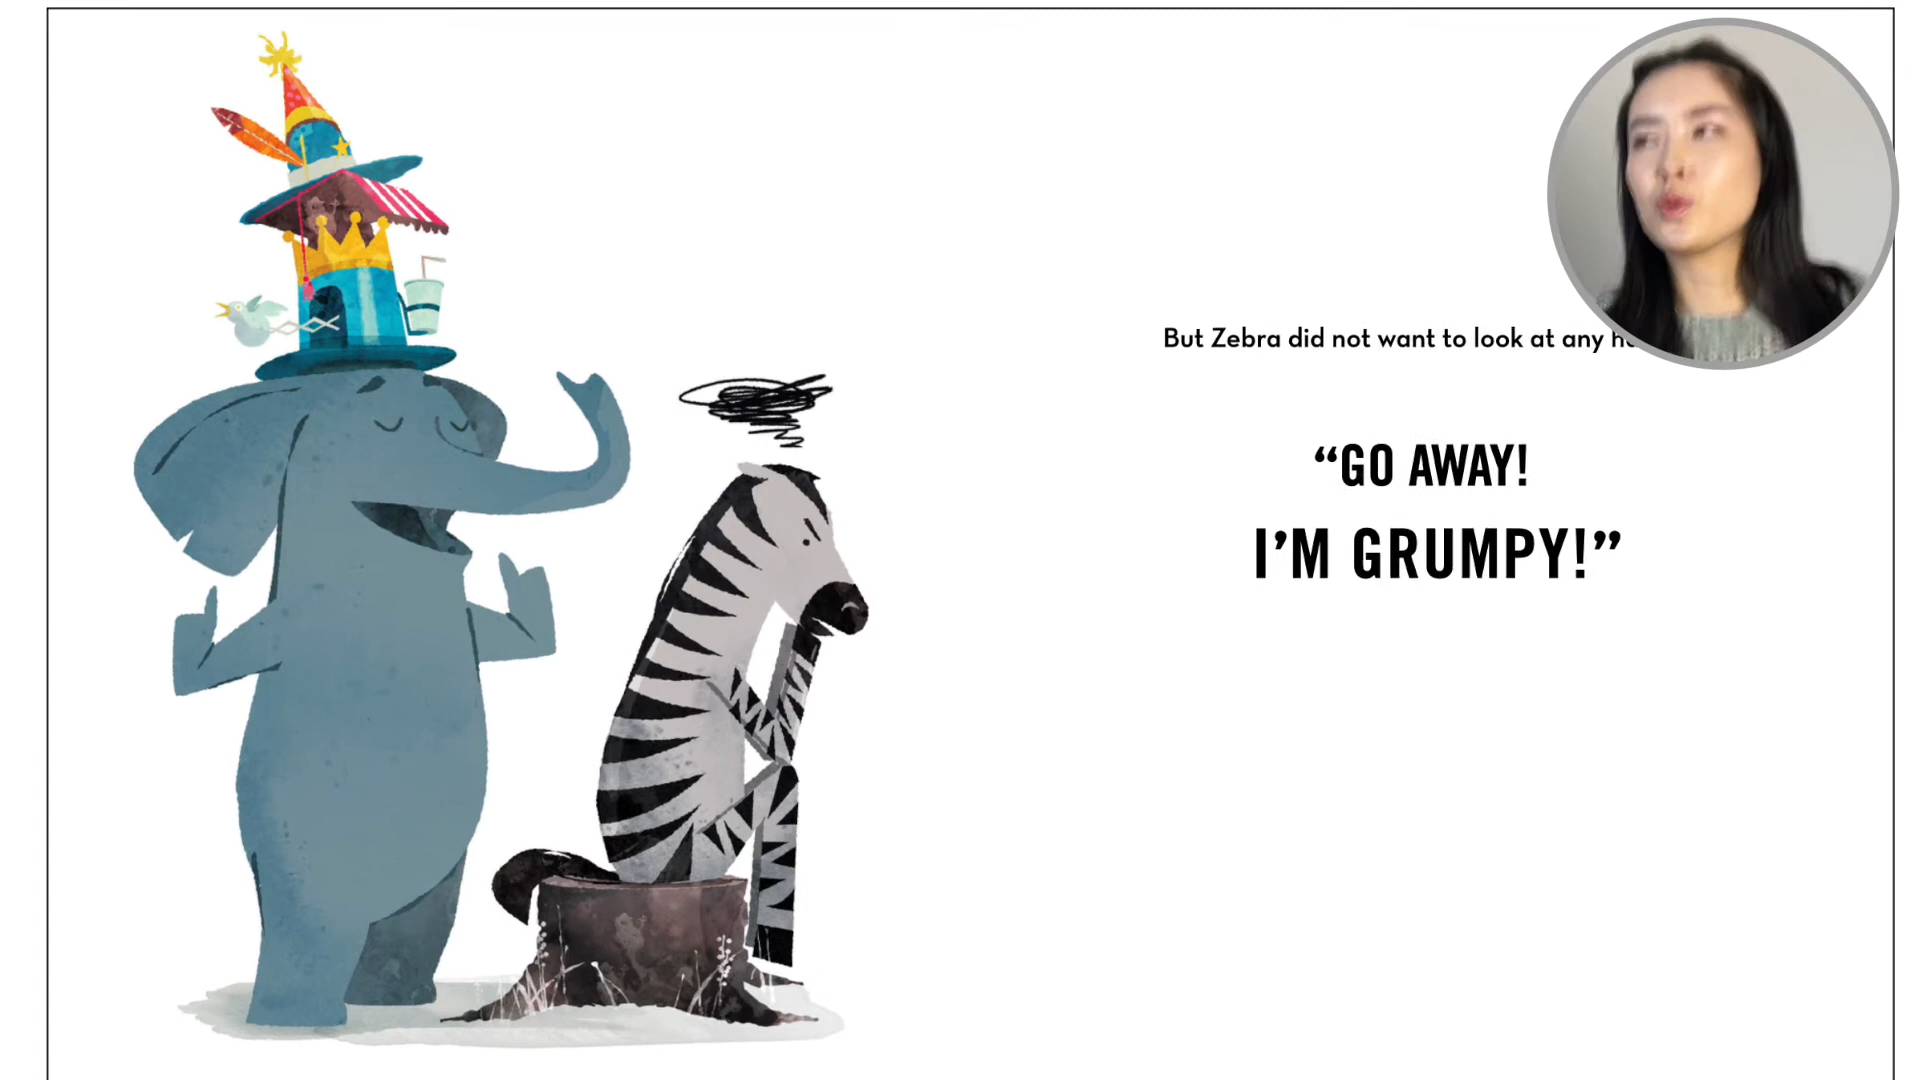 But Zebra did not want to look at any
“GO AWAY!
I’M GRUMPY!”